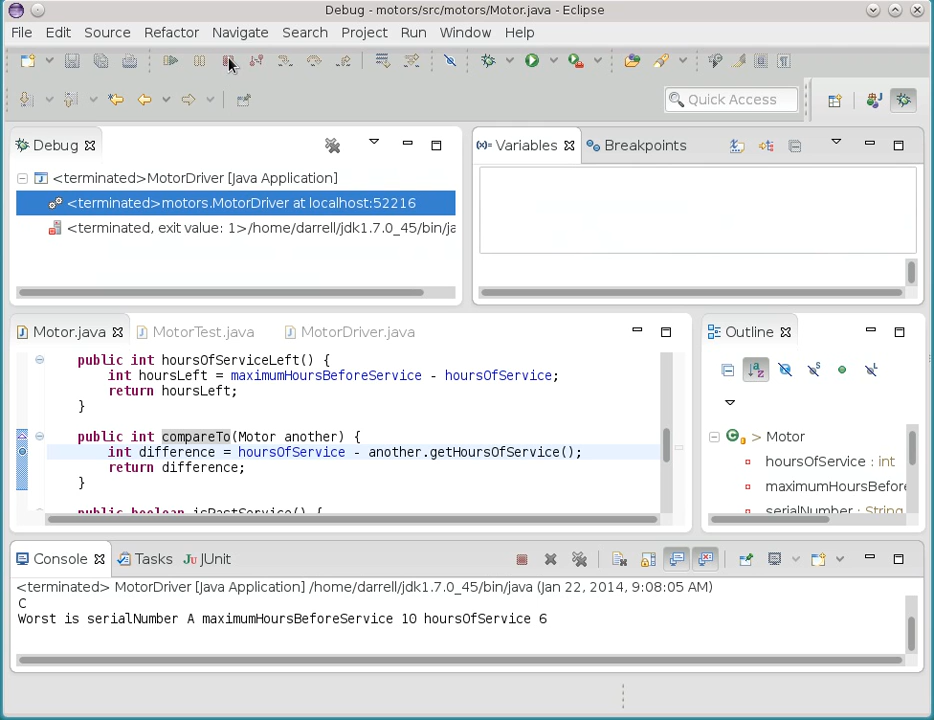 Debug - motors/src/motors/Motor.java - Eclipse
File Edit Source Refactor Navigate Search Project Run Window Help
Quick Access
Debug
<terminated>MotorDriver [Java Application]
<terminated>motors.MotorDriver at localhost:52216
<terminated, exit value: 1>/home/darrell/jdk1.7.0_45/bin/ja
(x)= Variables
Breakpoints
Motor.java MotorTest.java MotorDriver.java
public int hoursOfServiceLeft() {
int hoursLeft = maximumHoursBeforeService - hoursOfService;
return hoursLeft;
}
public int compareTo(Motor another) {
int difference = hoursOfService - another.getHoursOfService();
return difference;
}
public boolean isPastService() {
Outline
> Motor
hoursOfService : int
maximumHoursBefore
serialNumber : String
Console Tasks JUnit
<terminated> MotorDriver [Java Application] /home/darrell/jdk1.7.0_45/bin/java (Jan 22, 2014, 9:08:05 AM)
C
Worst is serialNumber A maximumHoursBeforeService 10 hoursOfService 6